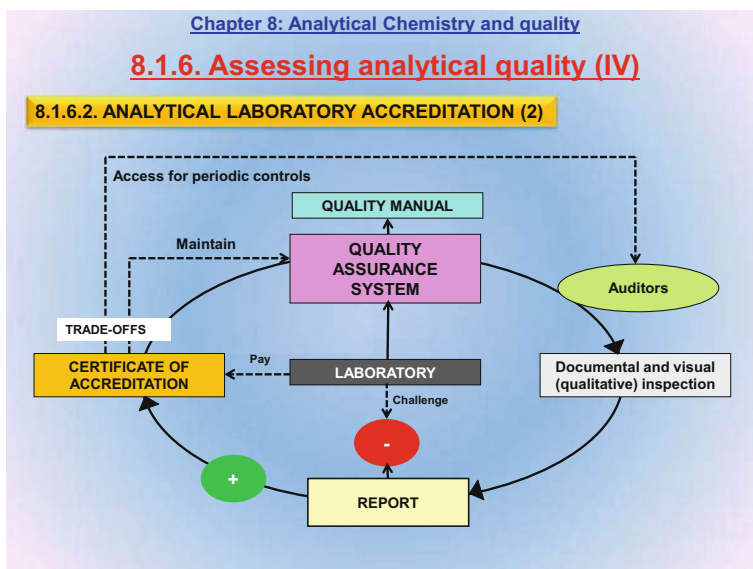 Chapter 8: Analytical Chemistry and quality
8.1.6. Assessing analytical quality (IV)
8.1.6.2. ANALYTICAL LABORATORY ACCREDITATION (2)
Access for periodic controls
QUALITY MANUAL
Maintain
QUALITY
ASSURANCE
SYSTEM
Auditors
TRADE-OFFS
CERTIFICATE OF
ACCREDITATION
Pay
LABORATORY
Documental and visual
(qualitative) inspection
Challenge
-
+
REPORT